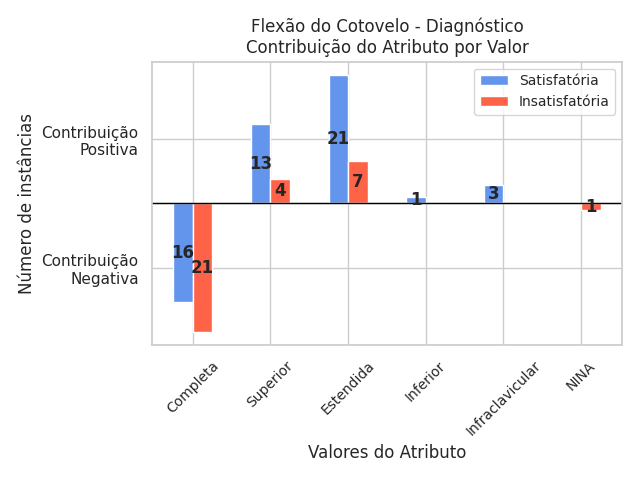 Flexão do Cotovelo - Diagnóstico
Contribuição do Atributo por Valor
Satisfatória
Insatisfatória
Número de instâncias
Contribuição
Positiva
Contribuição
Negativa
16
21
13
4
21
7
1
3
1
Completa
Superior
Estendida
Inferior
Infraclavicular
NINA
Valores do Atributo